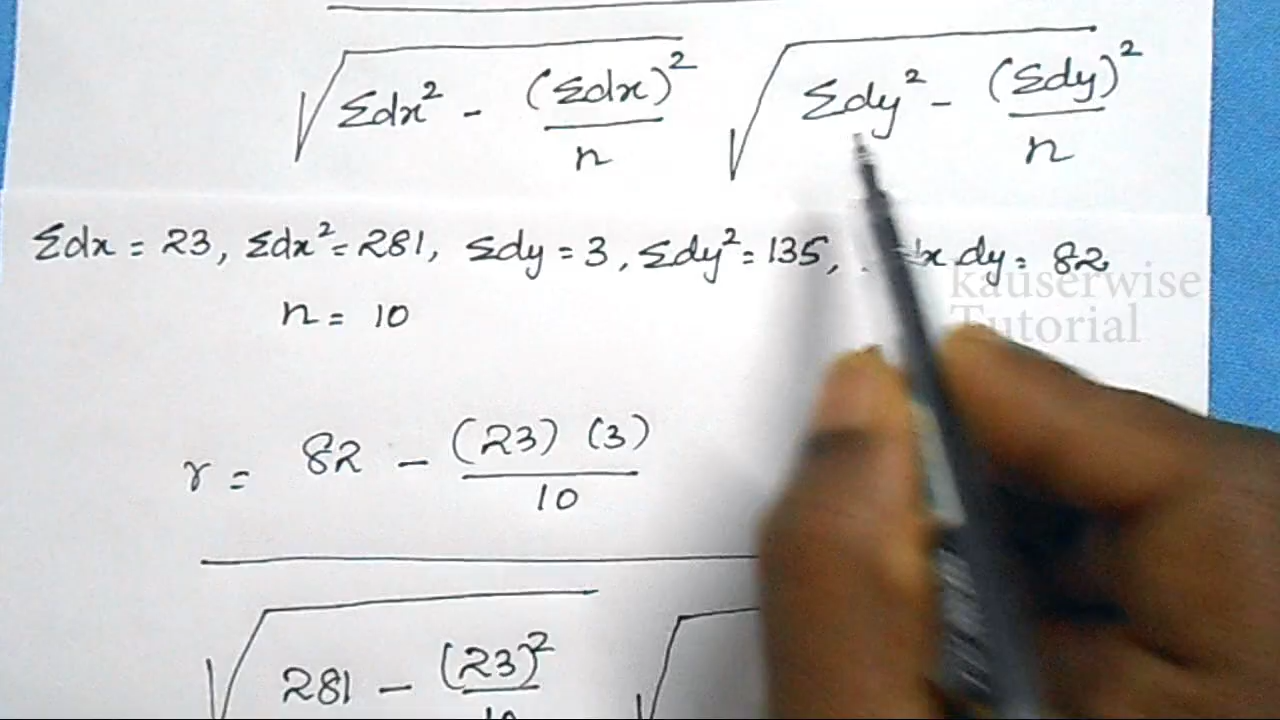 √Σdx² - (Σdx)²/n √Σdy² - (Σdy)²/n
Σdx = 23, Σdx² = 281, Σdy = 3, Σdy² = 135, dy = 82
n = 10
kauserwise
Tutorial
r = 82 - (23) (3)/10
√281 - (23)²/10 √